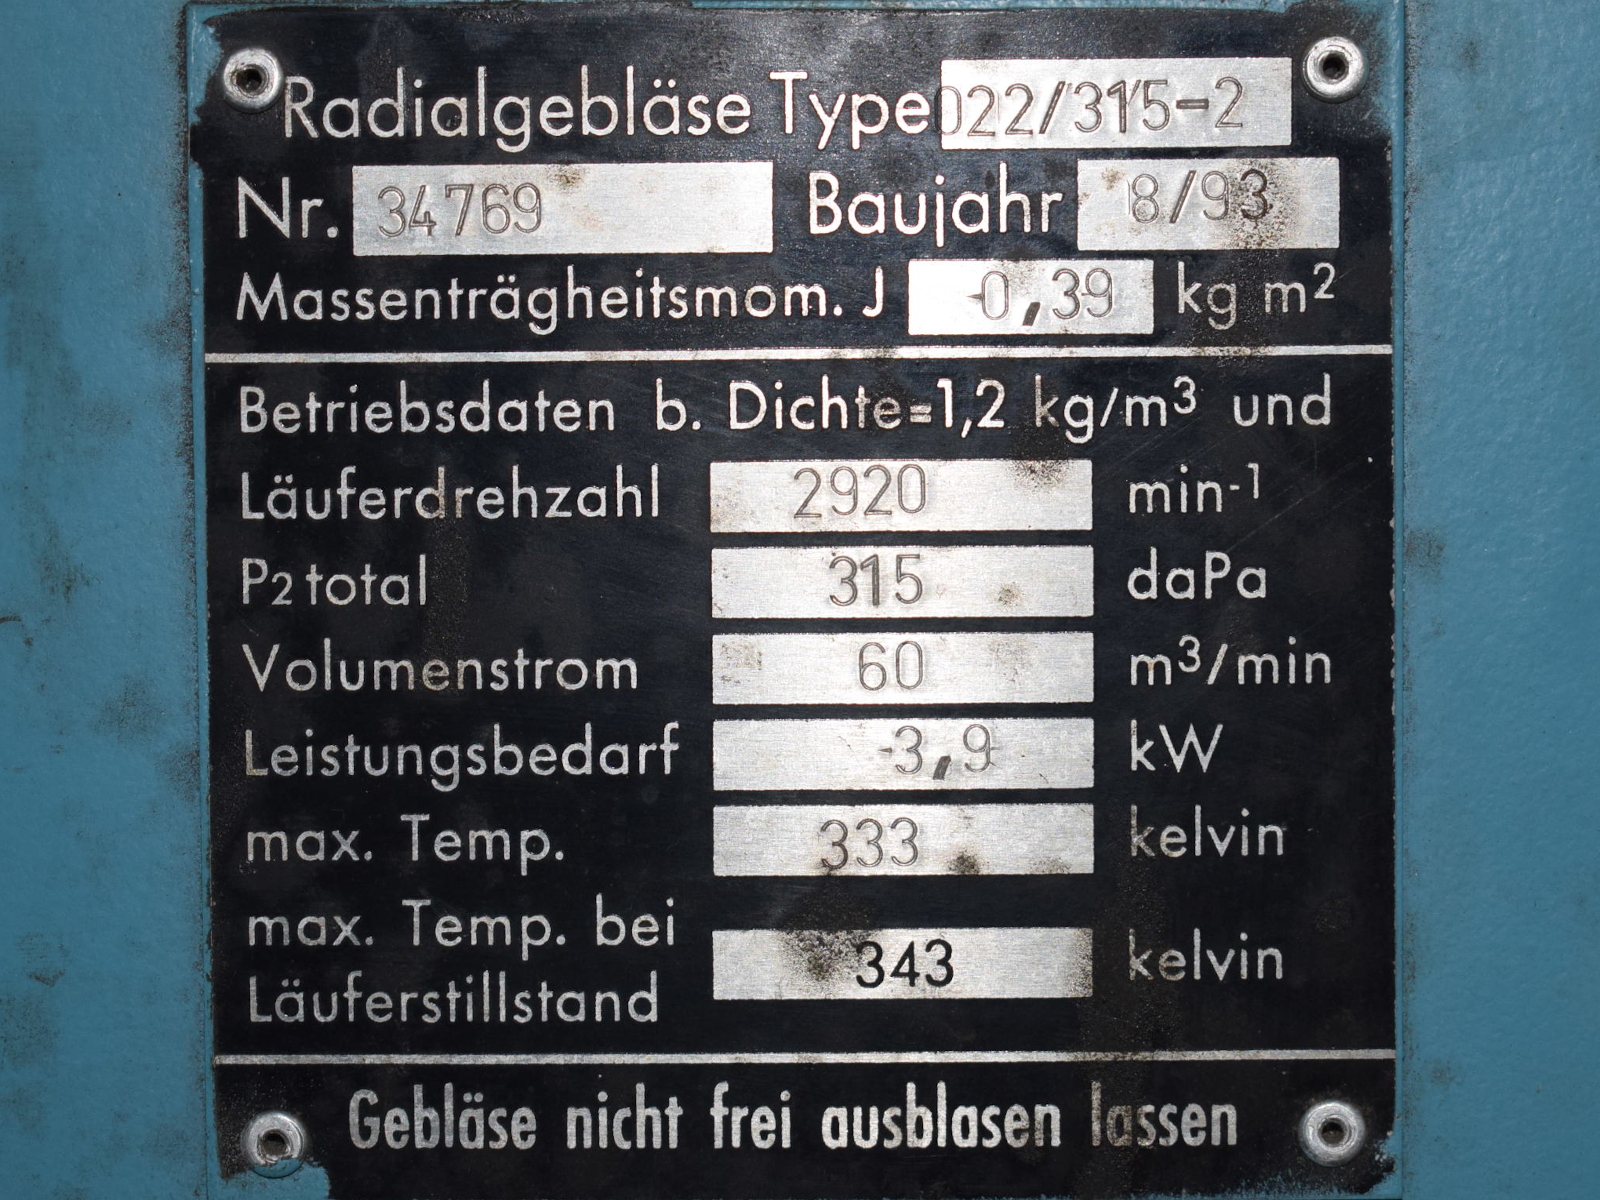 Radialgebläse Type 022/315-2
Nr. 34769 Baujahr 8/93
Massenträgheitsmom. J 0,39 kg m²
Betriebsdaten b. Dichte=1,2 kg/m³ und
Läuferdrehzahl 2920 min-1
P2 total 315 daPa
Volumenstrom 60 m³/min
Leistungsbedarf 3,9 kW
max. Temp. 333 kelvin
max. Temp. bei
Läuferstillstand 343 kelvin
Gebläse nicht frei ausblasen lassen